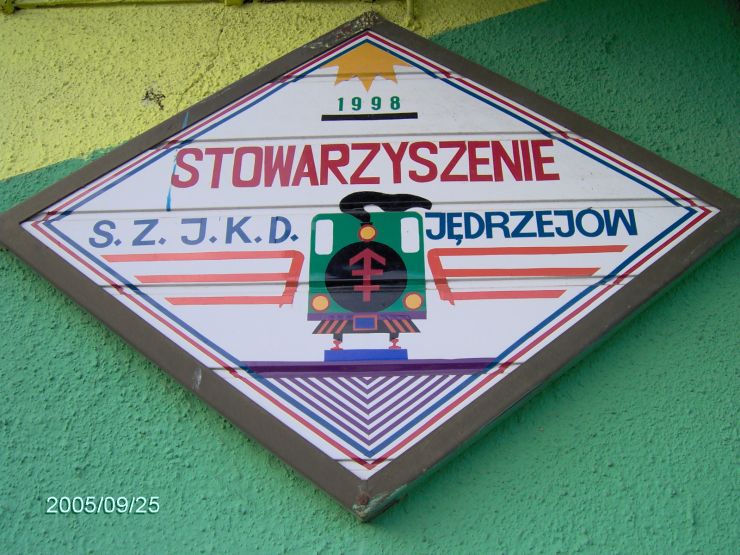 1998
STOWARZYSZENIE
S. Z. J. K. D. JĘDRZEJÓW
2005/09/25